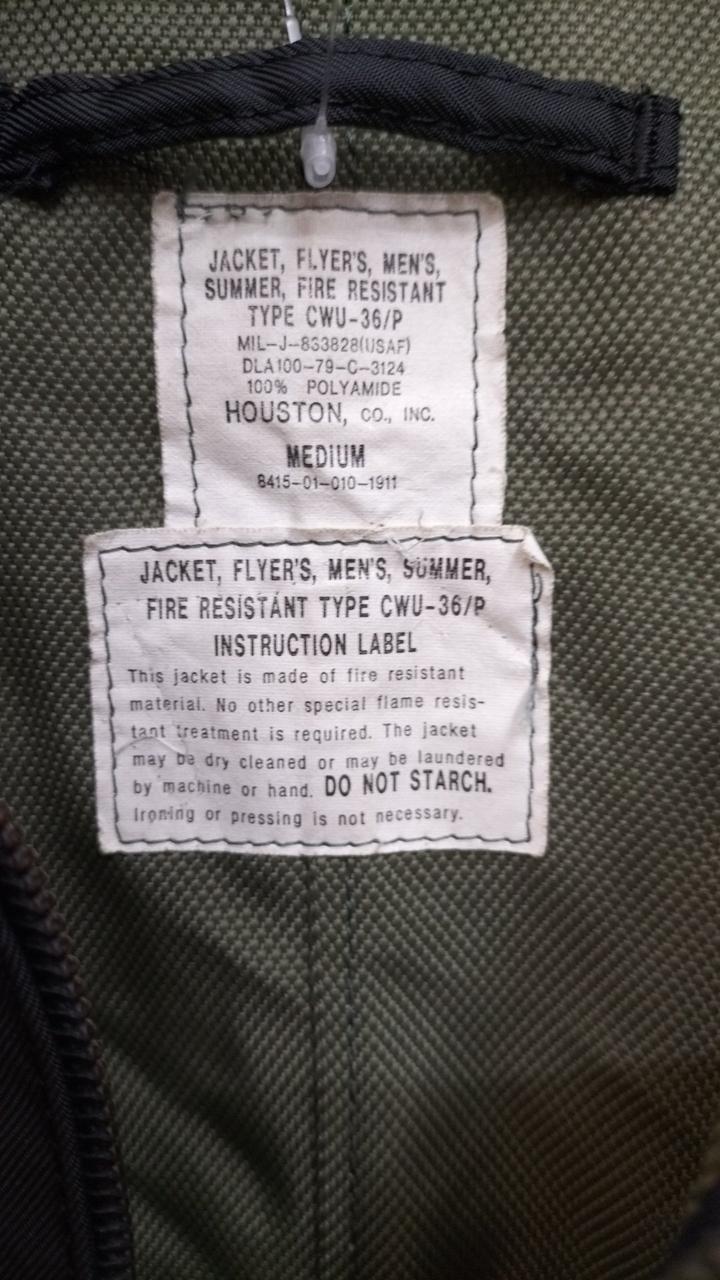 JACKET, FLYER'S, MEN'S,
SUMMER, FIRE RESISTANT
TYPE CWU-36/P
MIL-J-833828(USAF)
DLA100-79-C-3124
100% POLYAMIDE
HOUSTON, CO., INC.
MEDIUM
8415-01-010-1911
JACKET, FLYER'S, MEN'S, SUMMER,
FIRE RESISTANT TYPE CWU-36/P
INSTRUCTION LABEL
This jacket is made of fire resistant
material. No other special flame resis-
tant treatment is required. The jacket
may be dry cleaned or may be laundered
by machine or hand. DO NOT STARCH.
Ironing or pressing is not necessary.